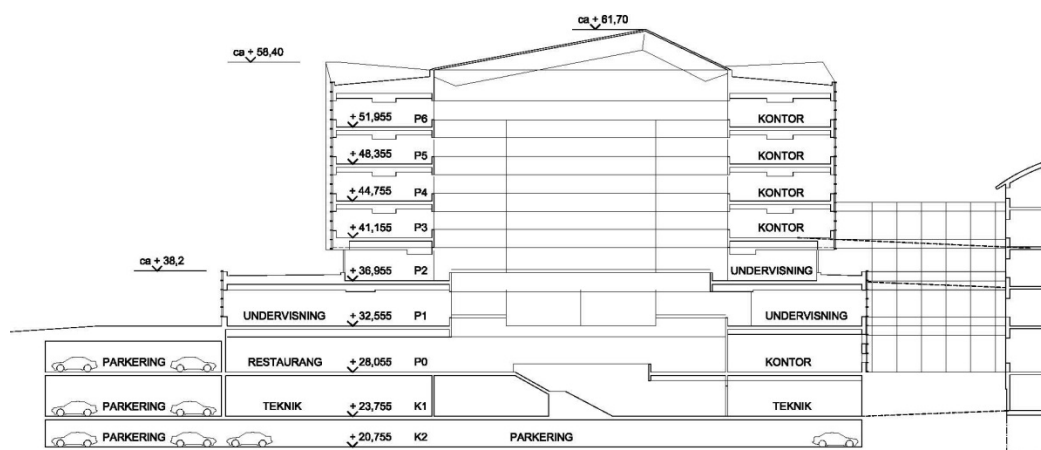 ca + 61,70
ca + 58,40
+ 51,955 P6 KONTOR
+ 48,355 P5 KONTOR
+ 44,755 P4 KONTOR
+ 41,155 P3 KONTOR
ca + 38,2
+ 36,955 P2 UNDERVISNING
UNDERVISNING + 32,555 P1 UNDERVISNING
PARKERING RESTAURANG + 28,055 P0 KONTOR
PARKERING TEKNIK + 23,755 K1 TEKNIK
PARKERING + 20,755 K2 PARKERING